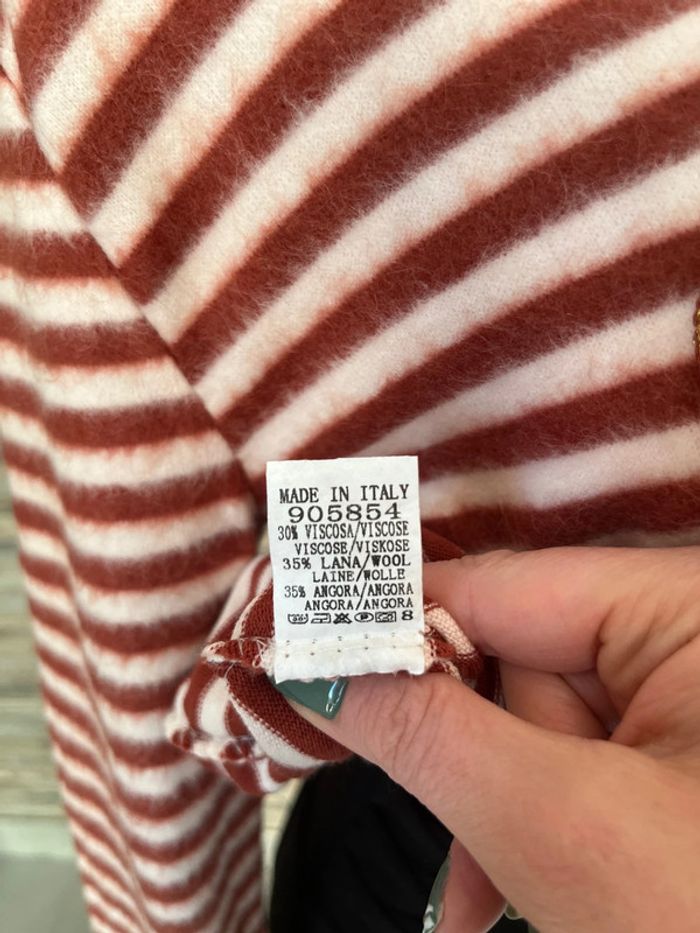 MADE IN ITALY
905854
30% VISCOSA/VISCOSE
VISCOSE/VISKOSE
35% LANA/WOOL
LAINE/WOLLE
35% ANGORA/ANGORA
ANGORA/ANGORA
8